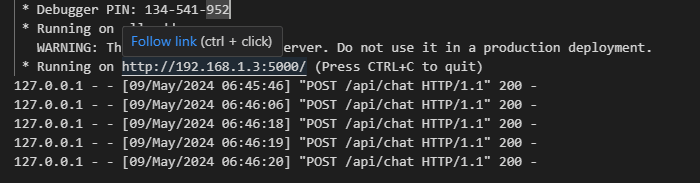 * Debugger PIN: 134-541-952
* Running on
Follow link (ctrl + click)
WARNING: Th erver. Do not use it in a production deployment.
* Running on http://192.168.1.3:5000/ (Press CTRL+C to quit)
127.0.0.1 - - [09/May/2024 06:45:46] "POST /api/chat HTTP/1.1" 200 -
127.0.0.1 - - [09/May/2024 06:46:06] "POST /api/chat HTTP/1.1" 200 -
127.0.0.1 - - [09/May/2024 06:46:18] "POST /api/chat HTTP/1.1" 200 -
127.0.0.1 - - [09/May/2024 06:46:19] "POST /api/chat HTTP/1.1" 200 -
127.0.0.1 - - [09/May/2024 06:46:20] "POST /api/chat HTTP/1.1" 200 -